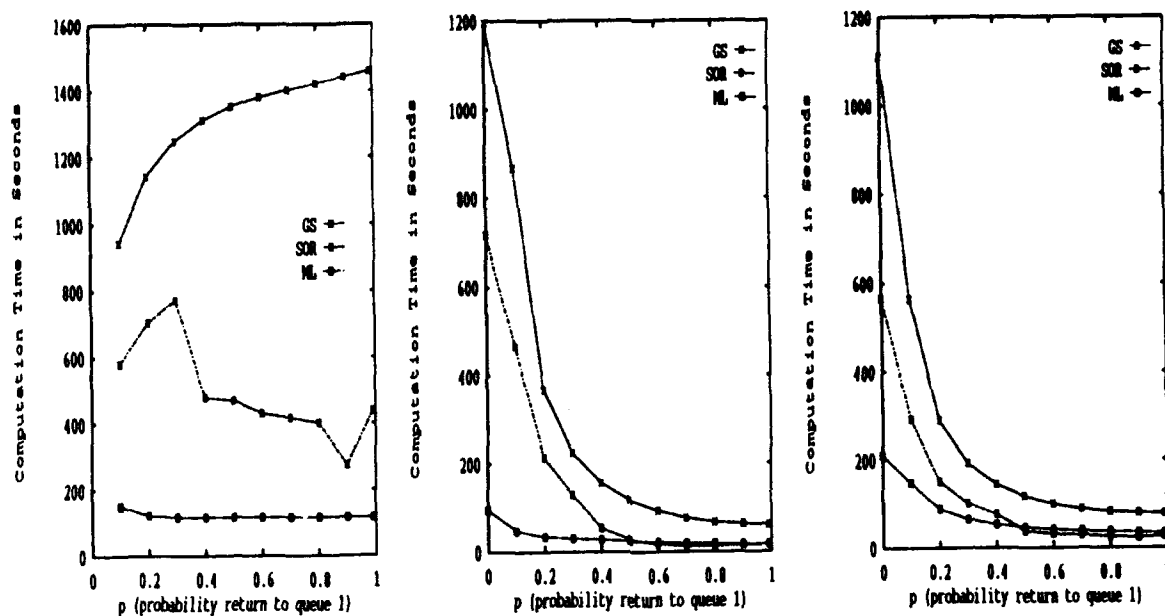 1600
1400
1200
1000
800
600
400
200
0
Computation Time in Seconds
GS
SOR
ML
0 0.2 0.4 0.6 0.8 1
p (probability return to queue 1)
1200
1000
800
600
400
200
0
Computation Time in Seconds
GS
SOR
ML
0 0.2 0.4 0.6 0.8 1
p (probability return to queue 1)
1200
1000
800
600
400
200
0
Computation Time in Seconds
GS
SOR
ML
0 0.2 0.4 0.6 0.8 1
p (probability return to queue 1)